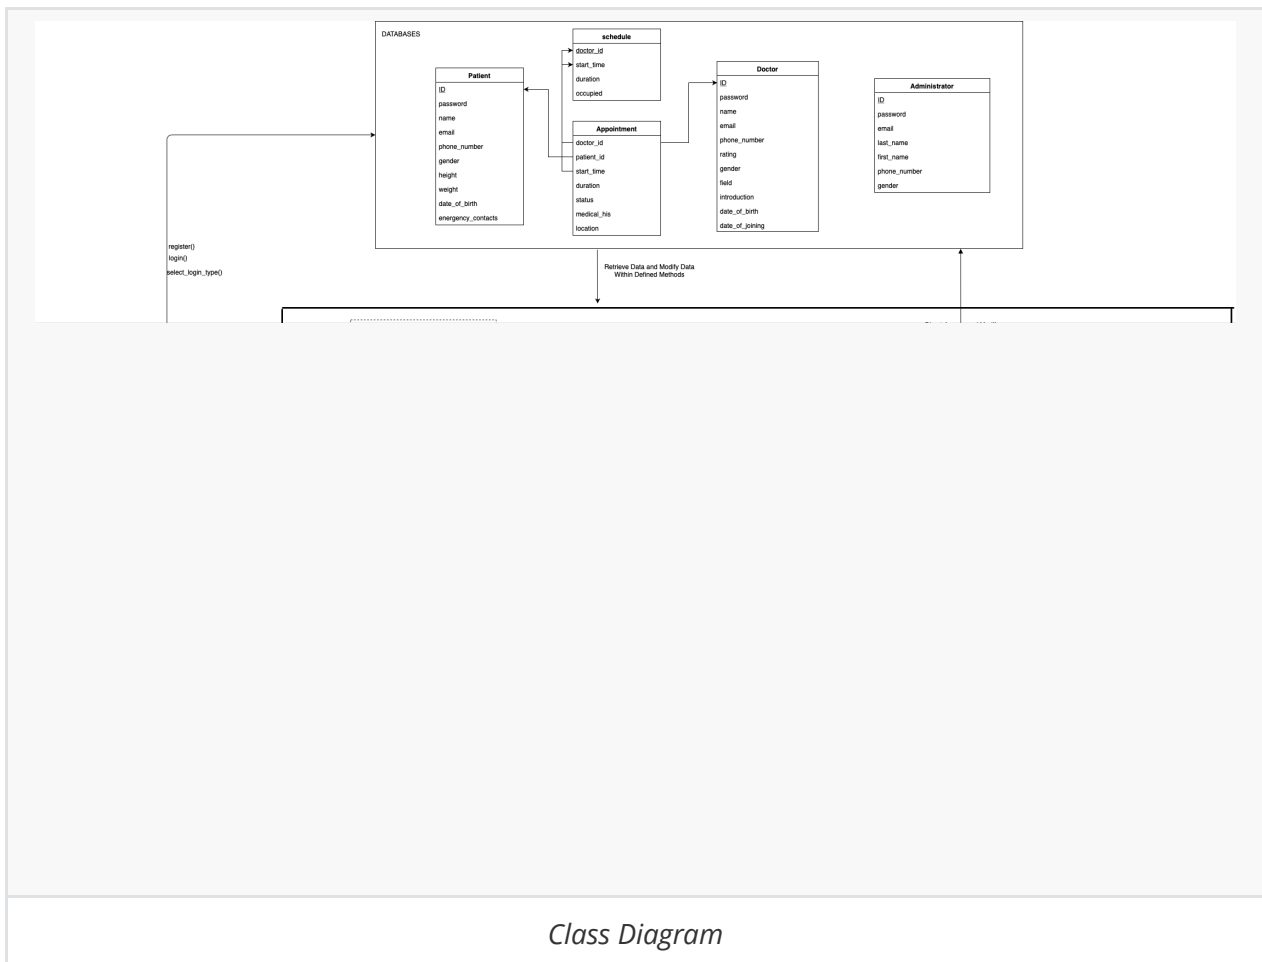 DATABASES
schedule
doctor_id
start_time
duration
occupied
Patient
ID
password
name
email
phone_number
gender
height
weight
date_of_birth
energency_contacts
Appointment
doctor_id
patient_id
start_time
duration
status
medical_his
location
Doctor
ID
password
name
email
phone_number
rating
gender
field
introduction
date_of_birth
date_of_joining
Administrator
ID
password
email
last_name
first_name
phone_number
gender
register()
login()
select_login_type()
Retrieve Data and Modify Data
Within Defined Methods
Class Diagram